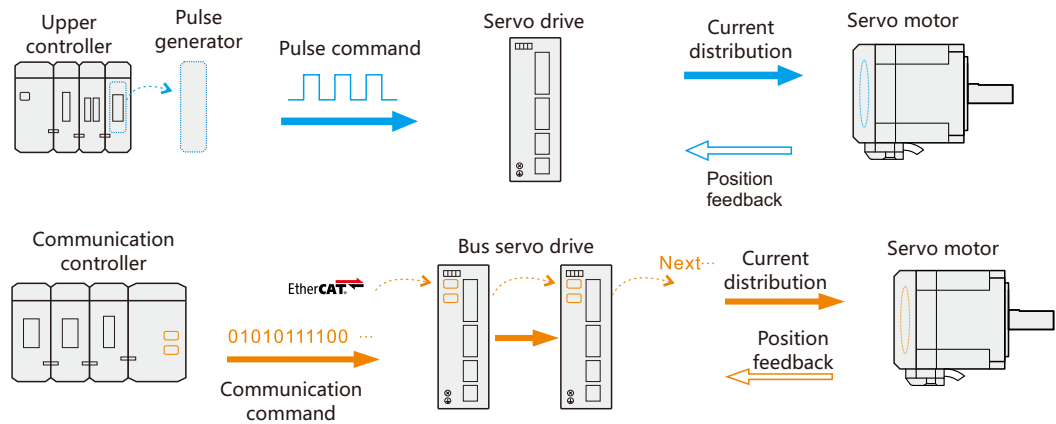 Upper
controller
Pulse
generator
Pulse command
Servo drive
Current
distribution
Servo motor
Position
feedback
Communication
controller
EtherCAT
01010111100 ···
Communication
command
Bus servo drive
Next···
Current
distribution
Position
feedback
Servo motor